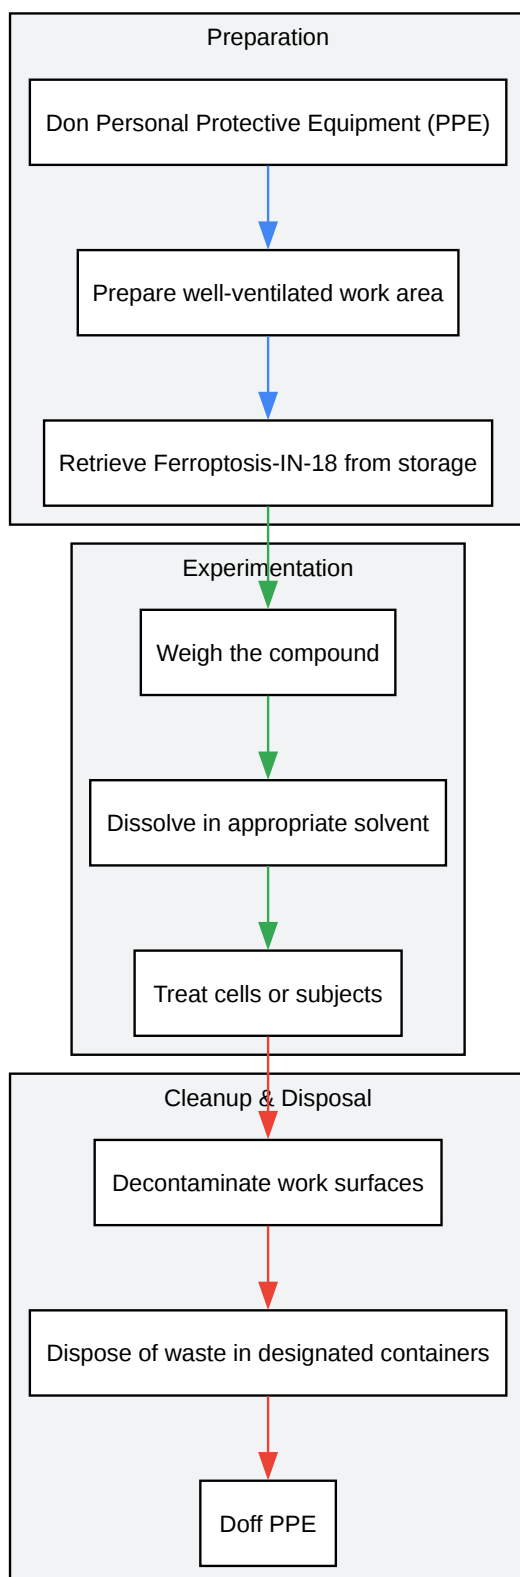 Preparation
Don Personal Protective Equipment (PPE)
Prepare well-ventilated work area
Retrieve Ferroptosis-IN-18 from storage
Experimentation
Weigh the compound
Dissolve in appropriate solvent
Treat cells or subjects
Cleanup & Disposal
Decontaminate work surfaces
Dispose of waste in designated containers
Doff PPE